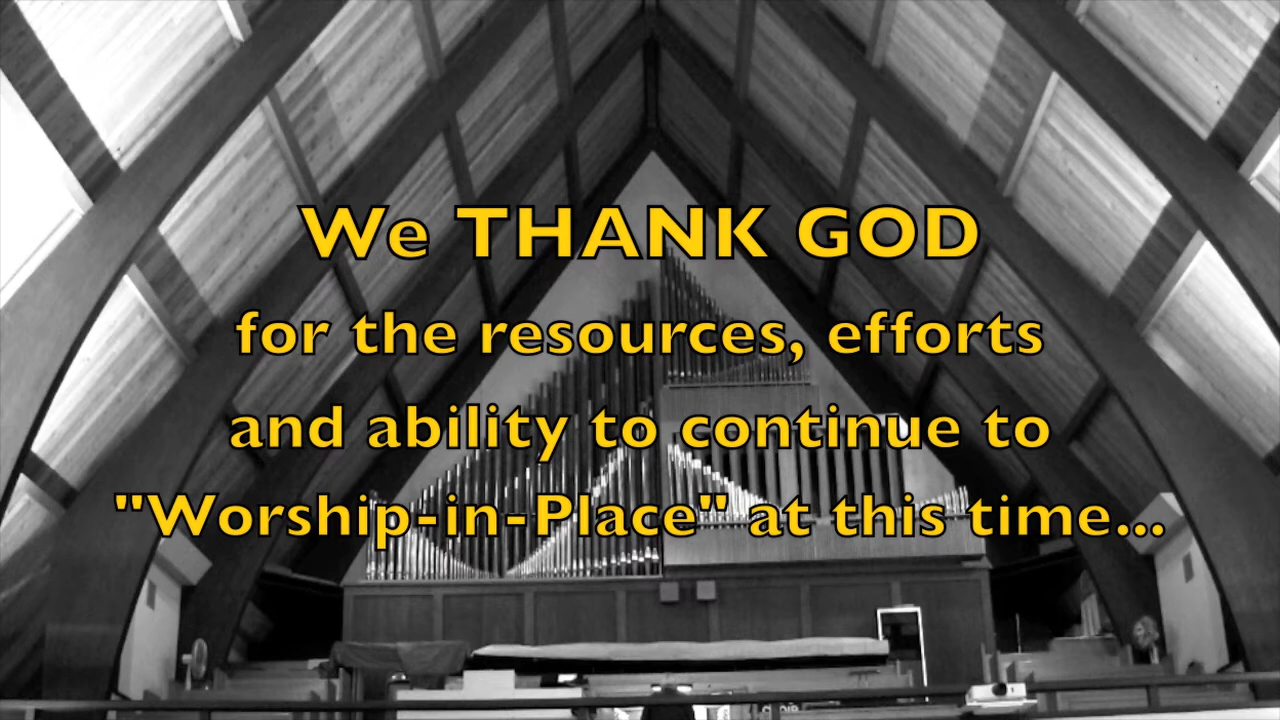 We THANK GOD
for the resources, efforts
and ability to continue to
"Worship-in-Place" at this time...